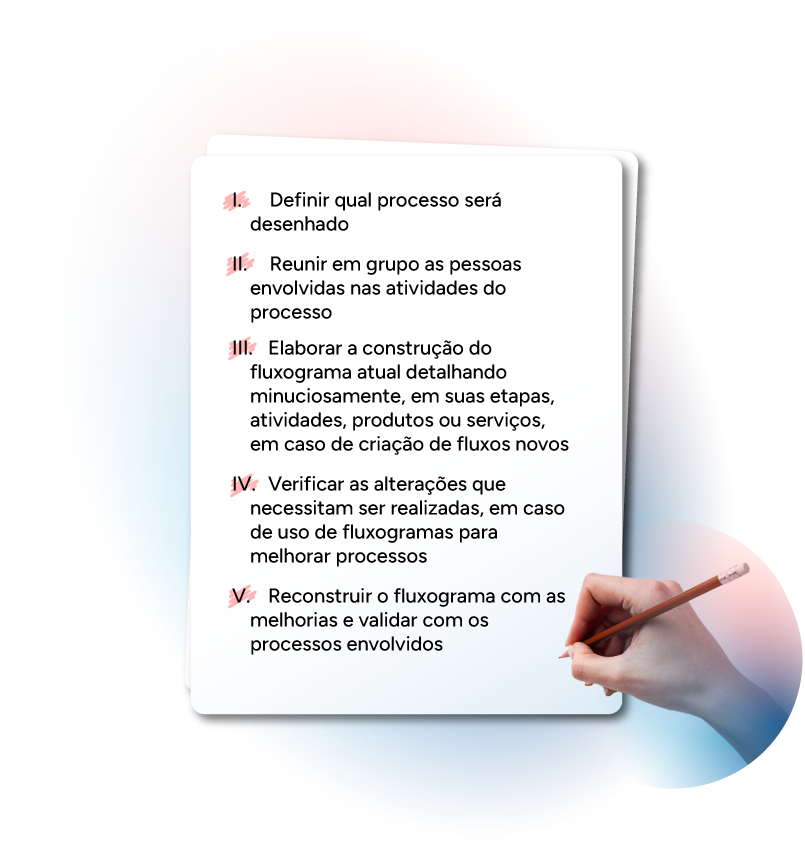 I. Definir qual processo será
desenhado
II. Reunir em grupo as pessoas
envolvidas nas atividades do
processo
III. Elaborar a construção do
fluxograma atual detalhando
minuciosamente, em suas etapas,
atividades, produtos ou serviços,
em caso de criação de fluxos novos
IV. Verificar as alterações que
necessitam ser realizadas, em caso
de uso de fluxogramas para
melhorar processos
V. Reconstruir o fluxograma com as
melhorias e validar com os
processos envolvidos